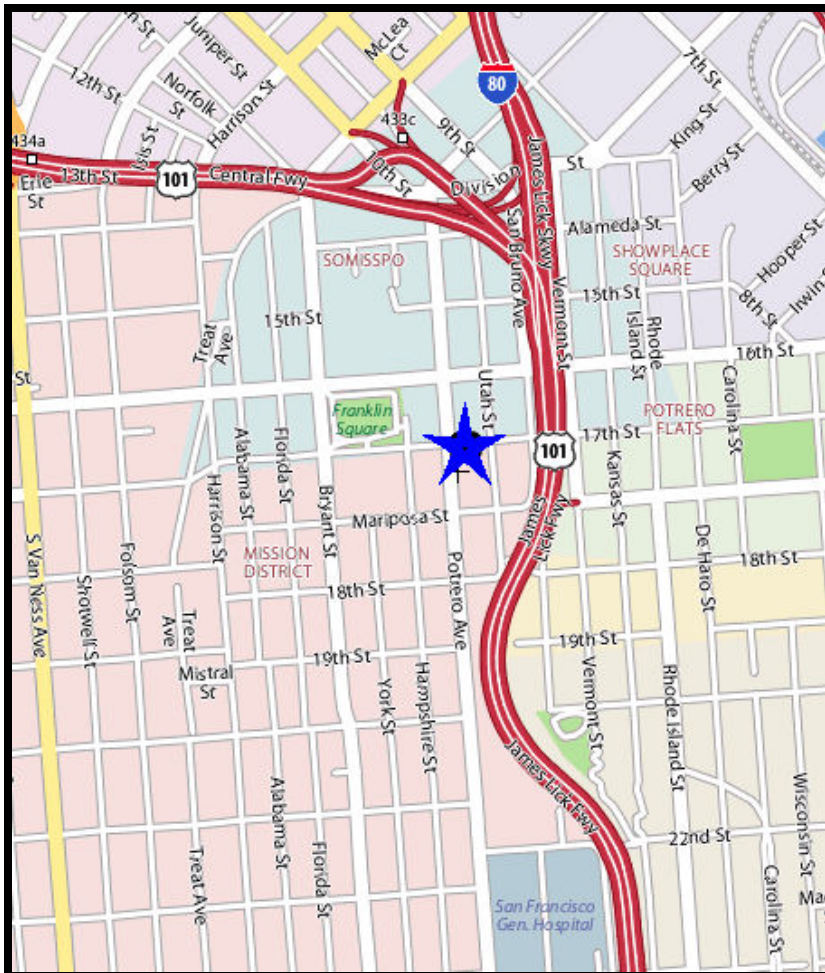 Juniper St
McLea
Ct
12th St
Norfolk
St
Harrison St
80
7th St
434a
433c
9th St
King St
Isis St
13th St
101
Central Fwy
10th St
Division
St
Berry St
Erie
St
James Lick Skwy
San Bruno Ave
Alameda St
SOMISSPO
SHOWPLACE
SQUARE
Hooper St
Vermont St
15th St
8th St
Irwin S
15th St
Treat
Ave
Rhode
Island St
16th St
St
Utah St
Carolina St
Franklin
Square
POTRERO
FLATS
17th St
101
Alabama St
Florida St
Harrison St
Bryant St
Kansas St
Mariposa St
James
Lick Fwy
S Van Ness Ave
Folsom St
Shotwell St
MISSION
DISTRICT
Potrero Ave
De Haro St
18th St
18th St
Treat
Ave
19th St
19th St
Mistral
St
York St
Hampshire St
Vermont St
Rhode Island St
James Lick Fwy
Wisconsin St
Alabama St
Florida St
Treat Ave
22nd St
Carolina St
Ma
San Francisco
Gen. Hospital